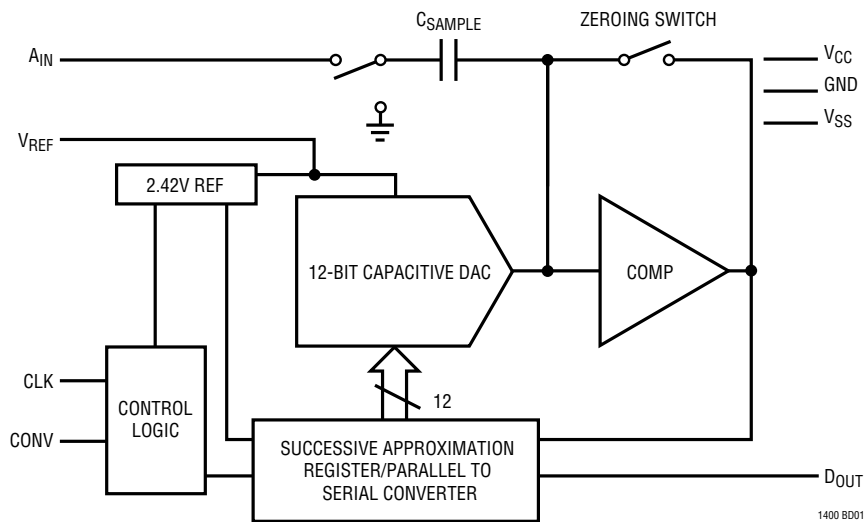 C_SAMPLE
ZEROING SWITCH
A_IN
V_CC
GND
V_SS
V_REF
2.42V REF
12-BIT CAPACITIVE DAC
COMP
CLK
12
CONV
CONTROL
LOGIC
SUCCESSIVE APPROXIMATION
REGISTER/PARALLEL TO
SERIAL CONVERTER
D_OUT
1400 BD01